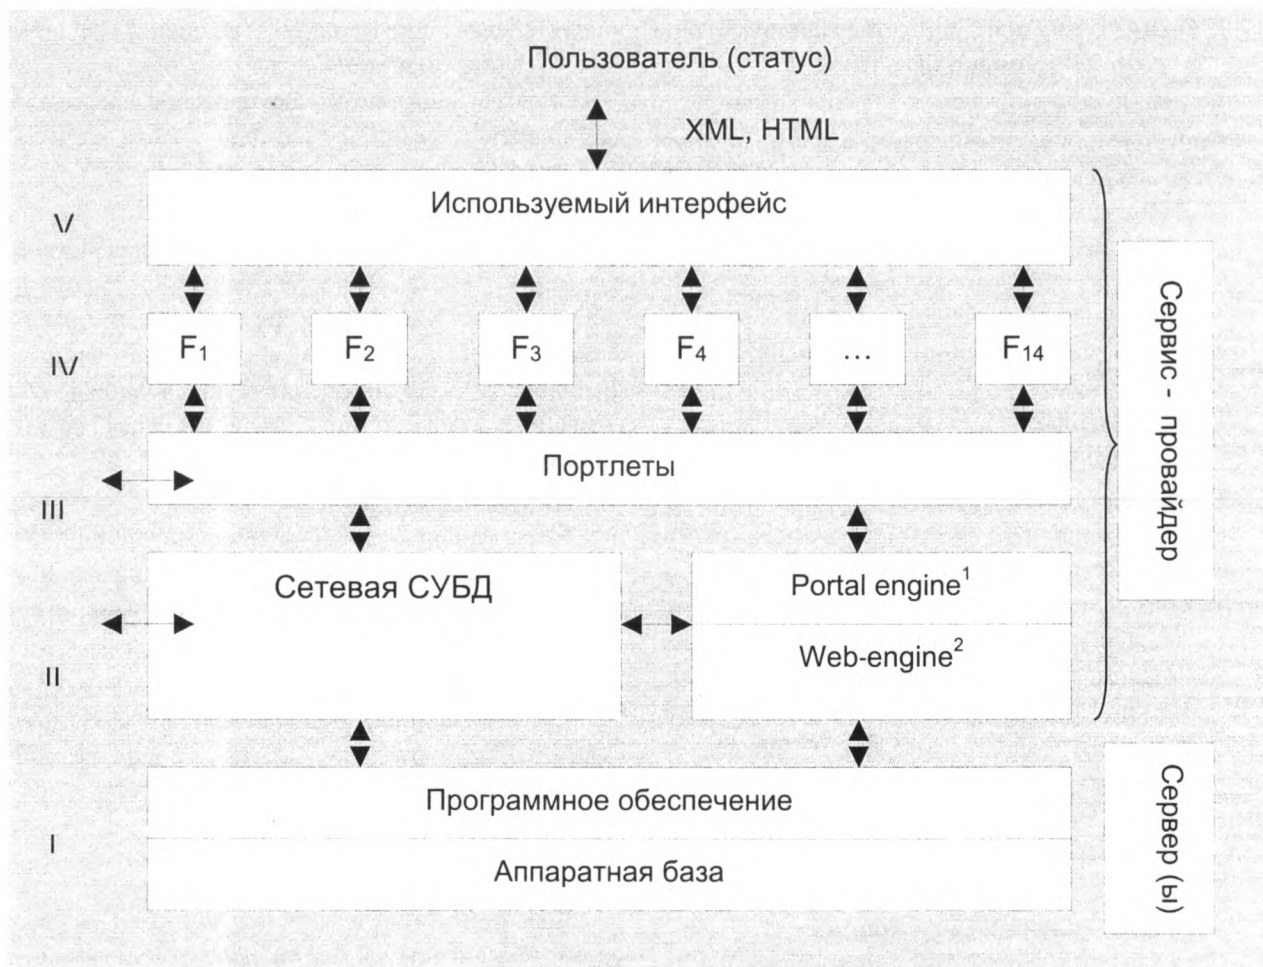 Пользователь (статус)
XML, HTML
V
Используемый интерфейс
IV
F1
F2
F3
F4
...
F14
III
Портлеты
II
Сетевая СУБД
Portal engine1
Web-engine2
I
Программное обеспечение
Аппаратная база
Сервис - провайдер
Сервер (ы)